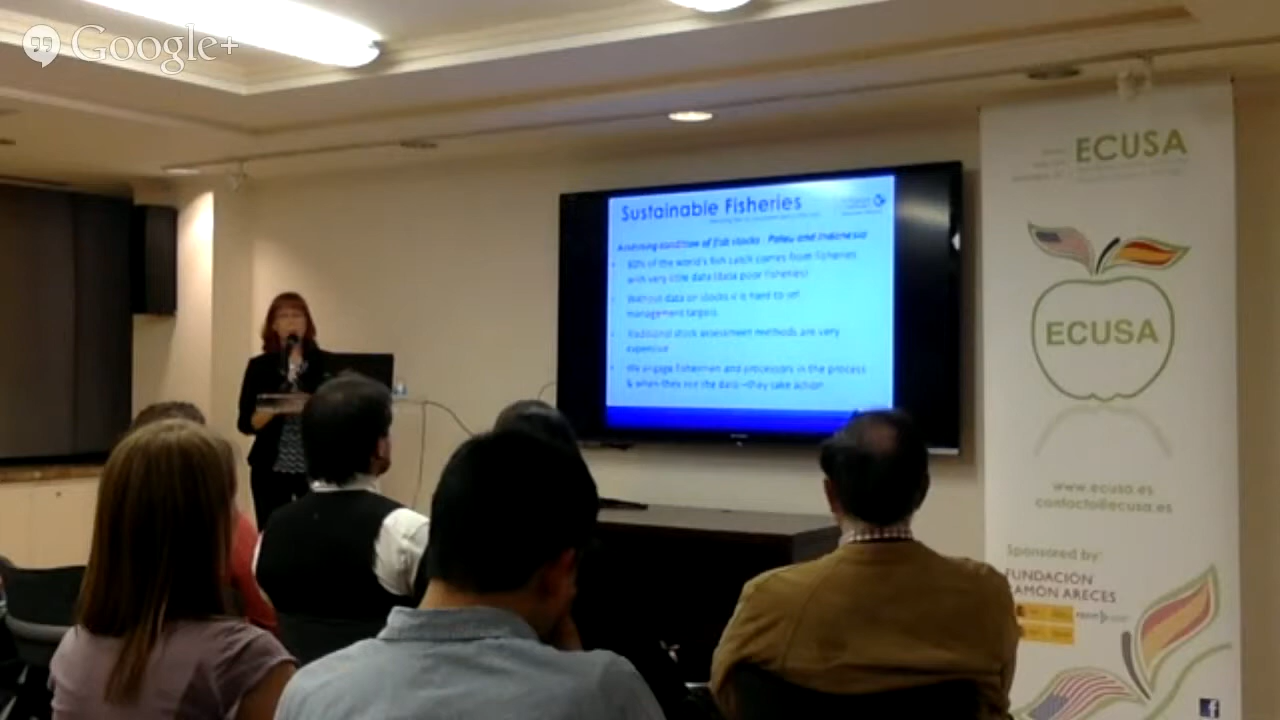 Google+
Sustainable Fisheries
Assessing condition of fish stocks - Palau and Indonesia
of the world's fish catch comes from fisheries
with very little data (data poor fisheries)
Without data on stocks it is hard to set
management targets
Traditional stock assessment methods are very
expensive
We engage fishermen and processors in the process
& when they see the data - they take action
ECUSA
ECUSA
www.ecusa.es
contacto@ecusa.es
Sponsored by:
FUNDACIÓN
RAMÓN ARECES
f